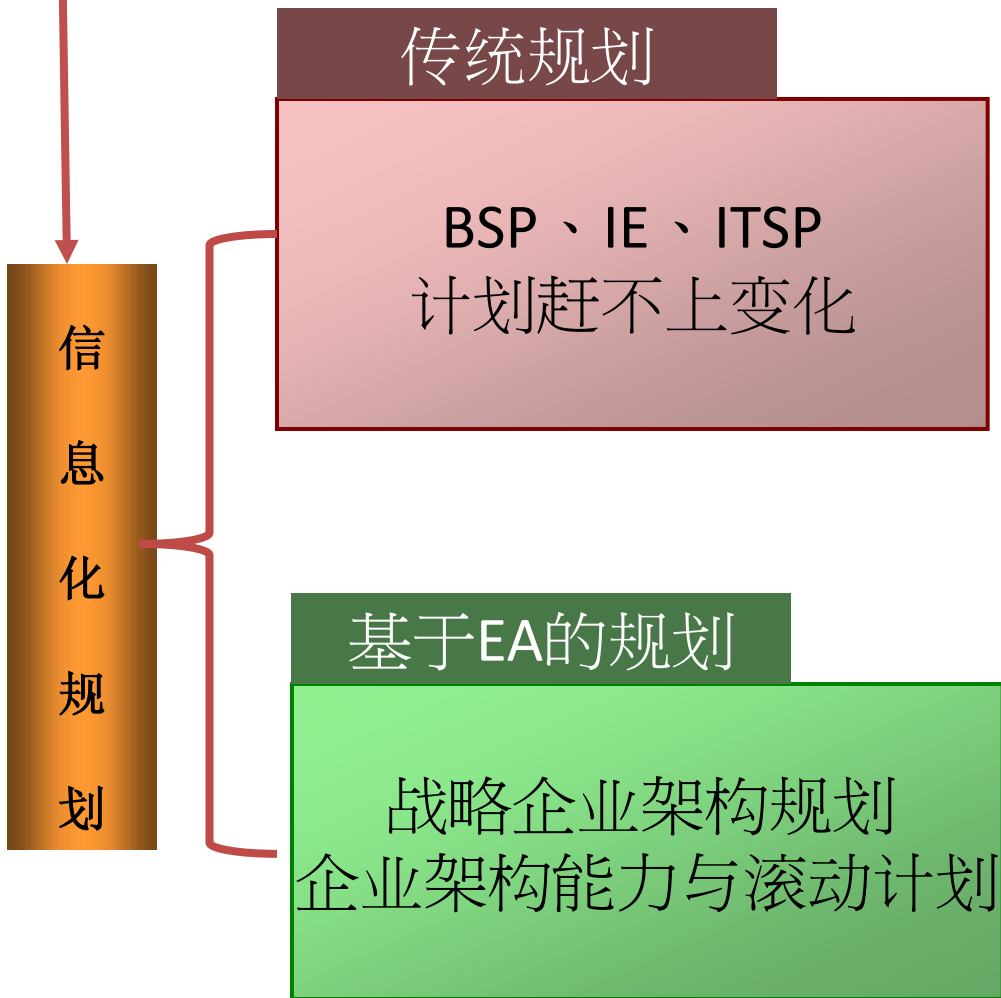 传统规划
BSP、IE、ITSP
计划赶不上变化
信息化规划
基于EA的规划
战略企业架构规划
企业架构能力与滚动计划